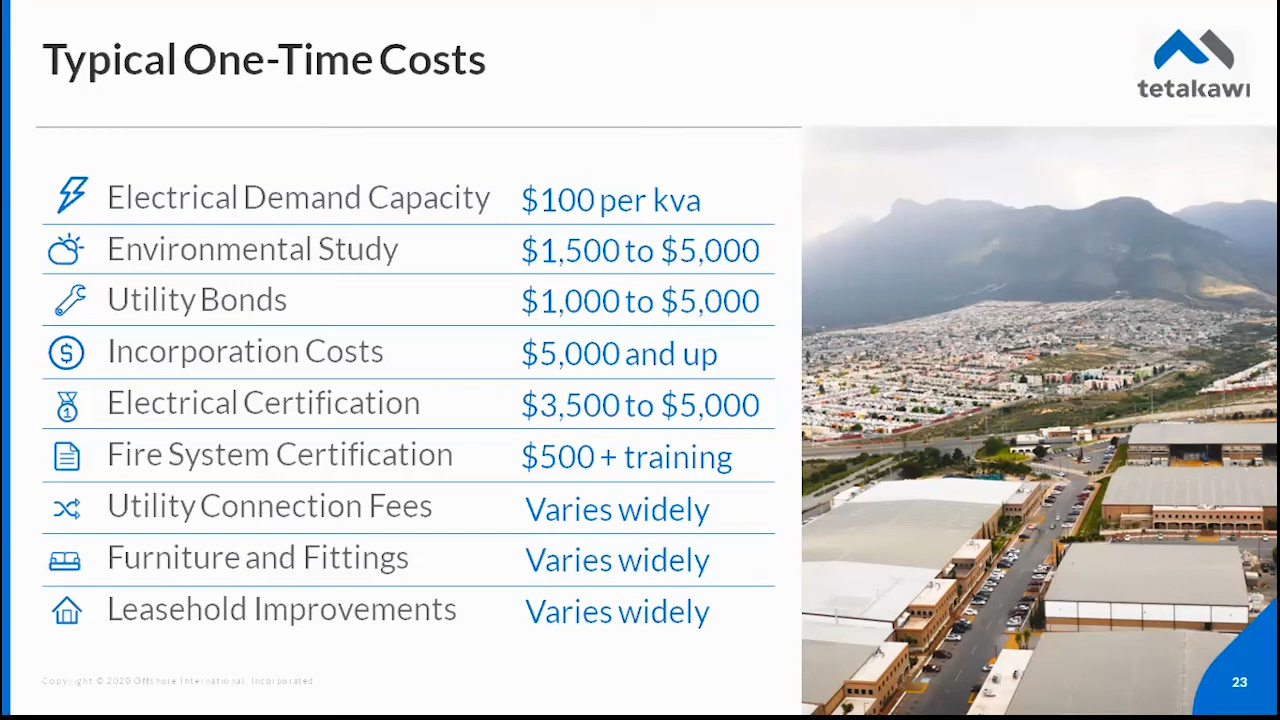 Typical One-Time Costs
tetakawi
Electrical Demand Capacity $100 per kva
Environmental Study $1,500 to $5,000
Utility Bonds $1,000 to $5,000
Incorporation Costs $5,000 and up
Electrical Certification $3,500 to $5,000
Fire System Certification $500 + training
Utility Connection Fees Varies widely
Furniture and Fittings Varies widely
Leasehold Improvements Varies widely
Copyright © 2020 Offshore International, Incorporated
23